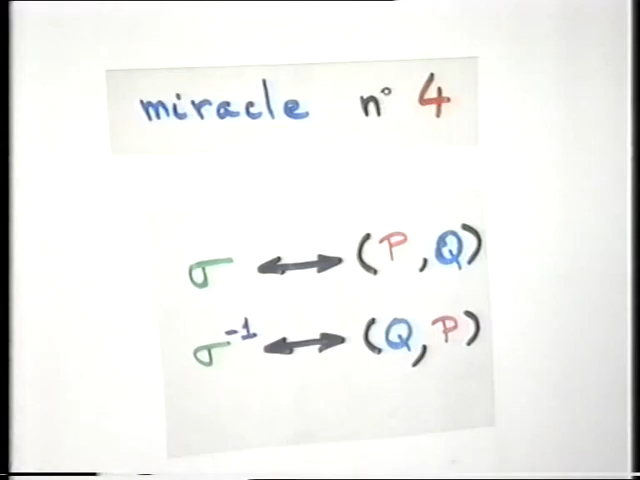 miracle n° 4
σ ↔ (P, Q)
σ⁻¹ ↔ (Q, P)